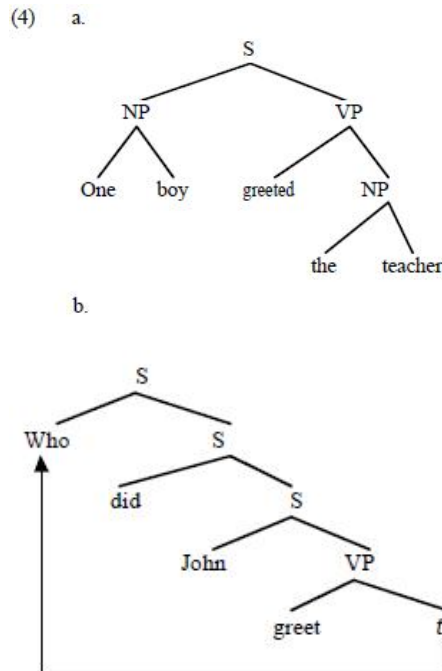 (4) a.
S
NP VP
One boy greeted NP
the teacher
b.
S
Who S
did S
John VP
greet t